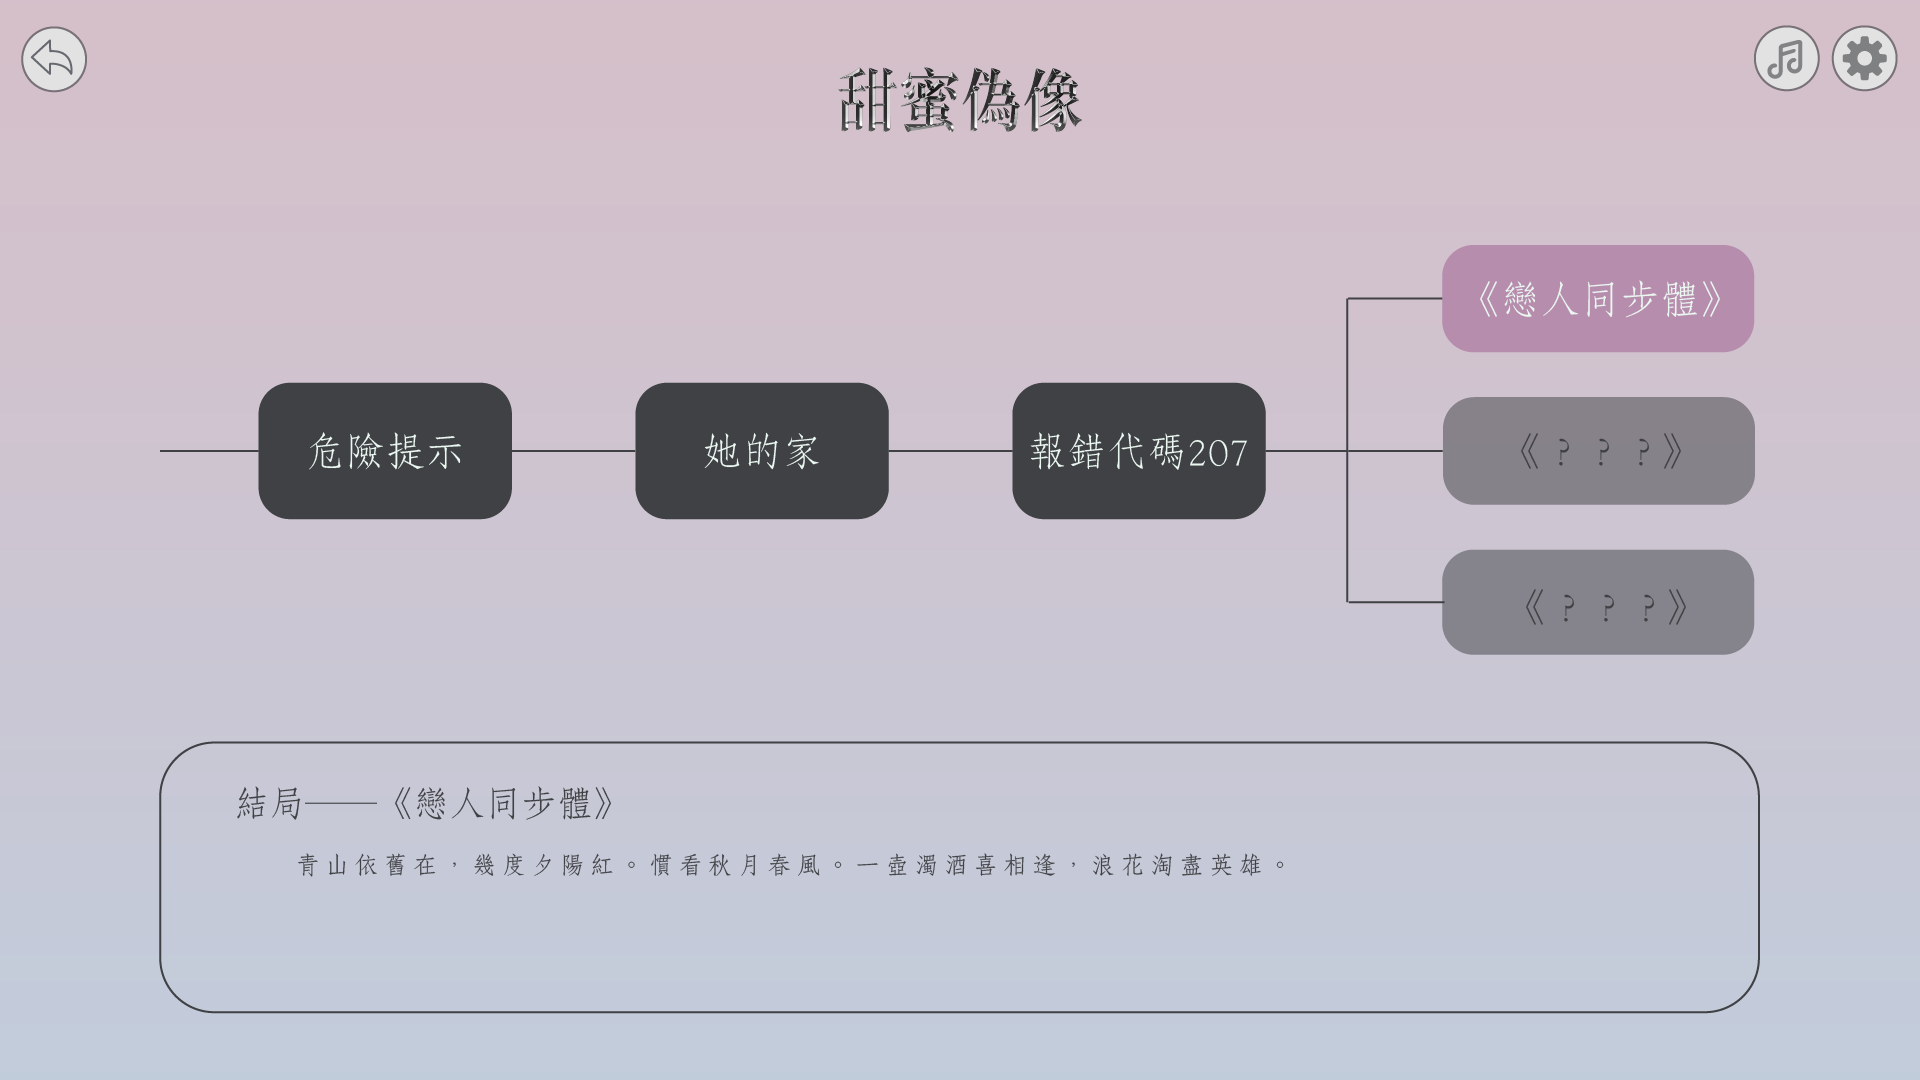 甜蜜偽像
《戀人同步體》
危險提示
她的家
報錯代碼207
《？？？》
《？？？》
結局——《戀人同步體》
青山依舊在，幾度夕陽紅。慣看秋月春風。一壺濁酒喜相逢，浪花淘盡英雄。